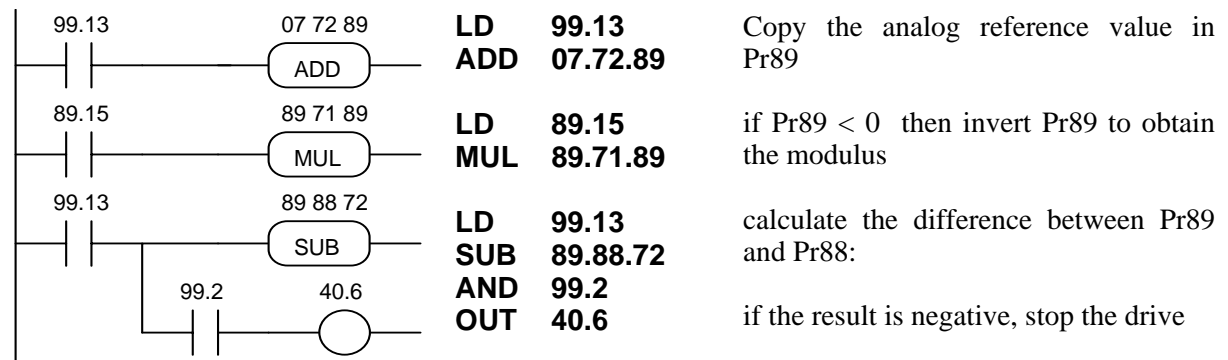 99.13 07 72 89 LD 99.13 Copy the analog reference value in
ADD ADD 07.72.89 Pr89
89.15 89 71 89 LD 89.15 if Pr89 < 0 then invert Pr89 to obtain
MUL MUL 89.71.89 the modulus
99.13 89 88 72 LD 99.13 calculate the difference between Pr89
SUB SUB 89.88.72 and Pr88:
99.2 40.6 AND 99.2
OUT 40.6 if the result is negative, stop the drive